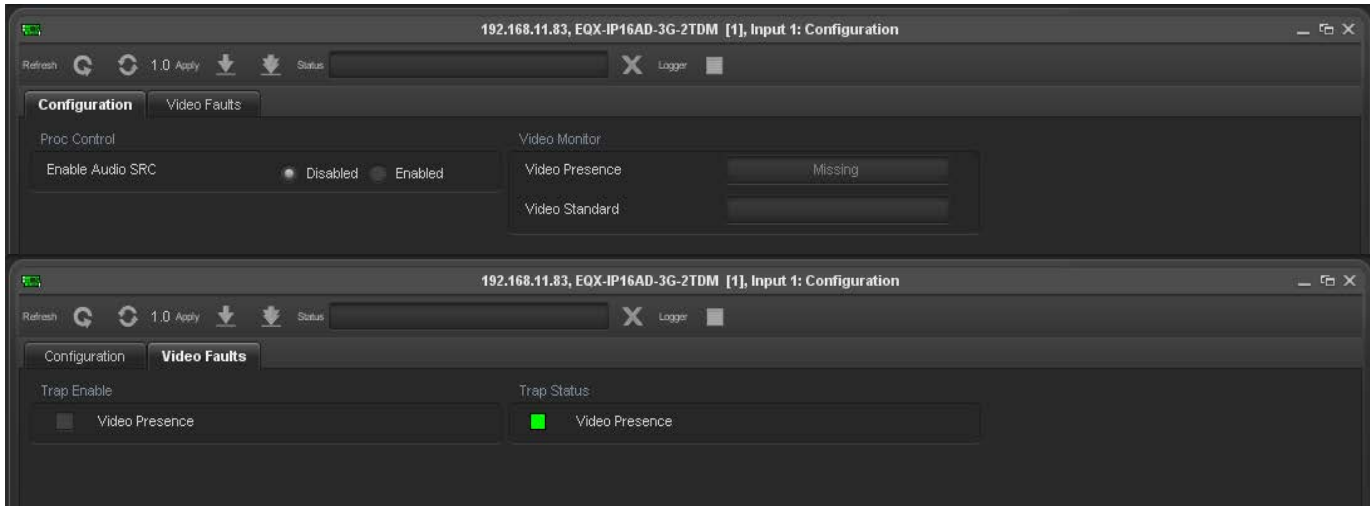 192.168.11.83, EQX-IP16AD-3G-2TDM [1], Input 1: Configuration
Refresh 1.0 Apply Status Logger
Configuration Video Faults
Proc Control Video Monitor
Enable Audio SRC Disabled Enabled Video Presence Missing
Video Standard
192.168.11.83, EQX-IP16AD-3G-2TDM [1], Input 1: Configuration
Refresh 1.0 Apply Status Logger
Configuration Video Faults
Trap Enable Trap Status
Video Presence Video Presence